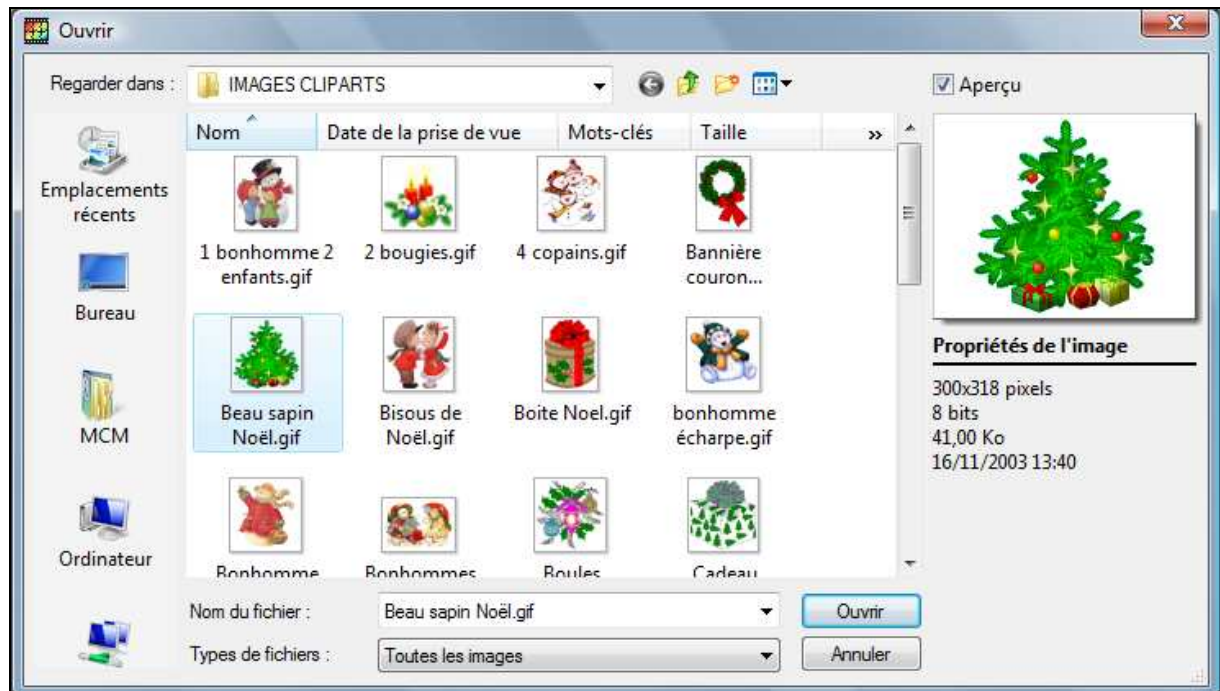 Ouvrir
Regarder dans :
IMAGES CLIPARTS
Aperçu
Nom
Date de la prise de vue
Mots-clés
Taille
»
Emplacements
récents
Bureau
MCM
Ordinateur
1 bonhomme 2
enfants.gif
2 bougies.gif
4 copains.gif
Bannière
couron...
Beau sapin
Noël.gif
Bisous de
Noël.gif
Boite Noel.gif
bonhomme
écharpe.gif
Bonhomme
Bonhommes
Boules
Cadeau
Propriétés de l'image
300x318 pixels
8 bits
41,00 Ko
16/11/2003 13:40
Nom du fichier :
Beau sapin Noël.gif
Ouvrir
Types de fichiers :
Toutes les images
Annuler